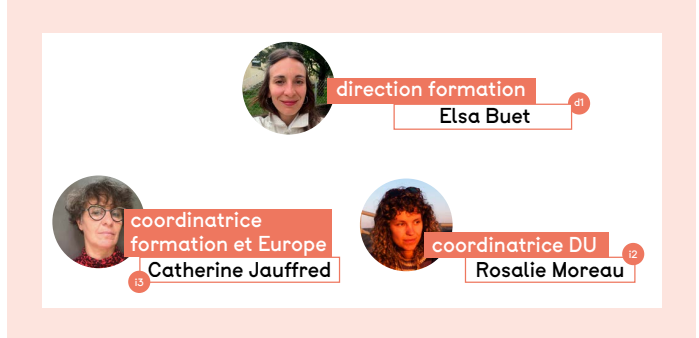 direction formation
d1
Elsa Buet
coordinatrice
formation et Europe
Catherine Jauffred
i3
coordinatrice DU
i2
Rosalie Moreau